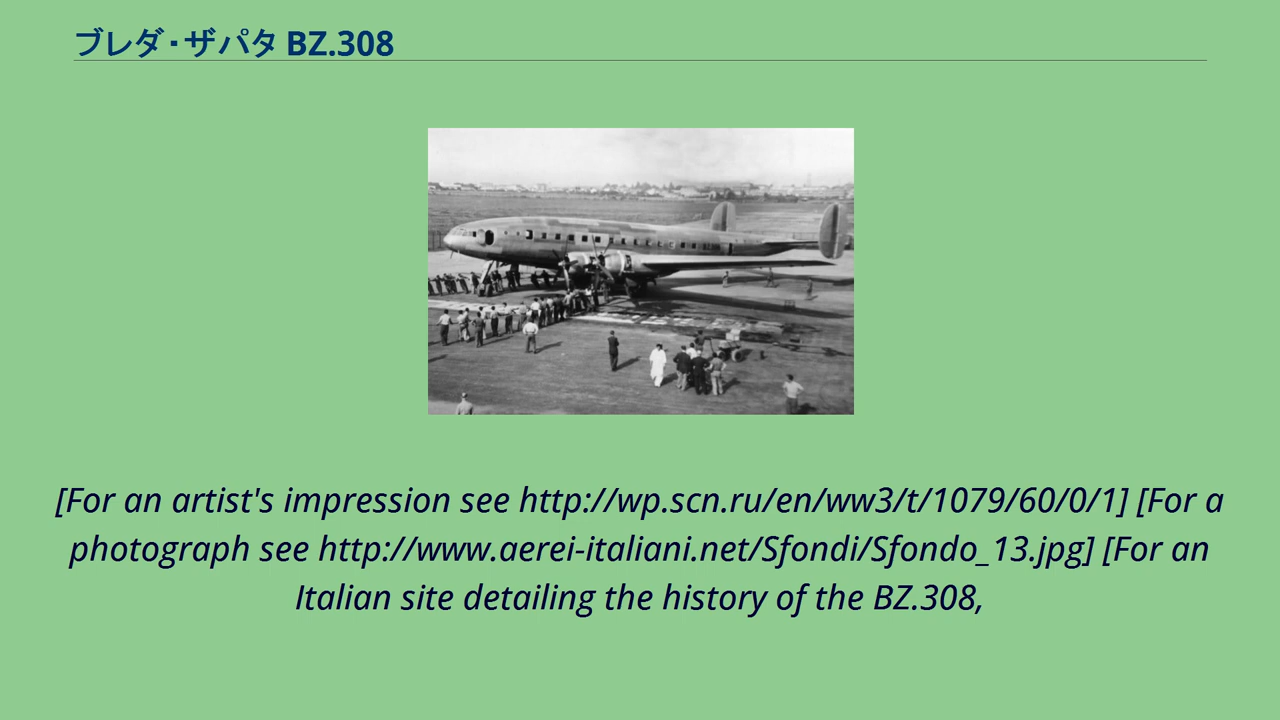 ブレダ・ザパタ BZ.308
[For an artist's impression see http://wp.scn.ru/en/ww3/t/1079/60/0/1] [For a
photograph see http://www.aerei-italiani.net/Sfondi/Sfondo_13.jpg] [For an
Italian site detailing the history of the BZ.308,